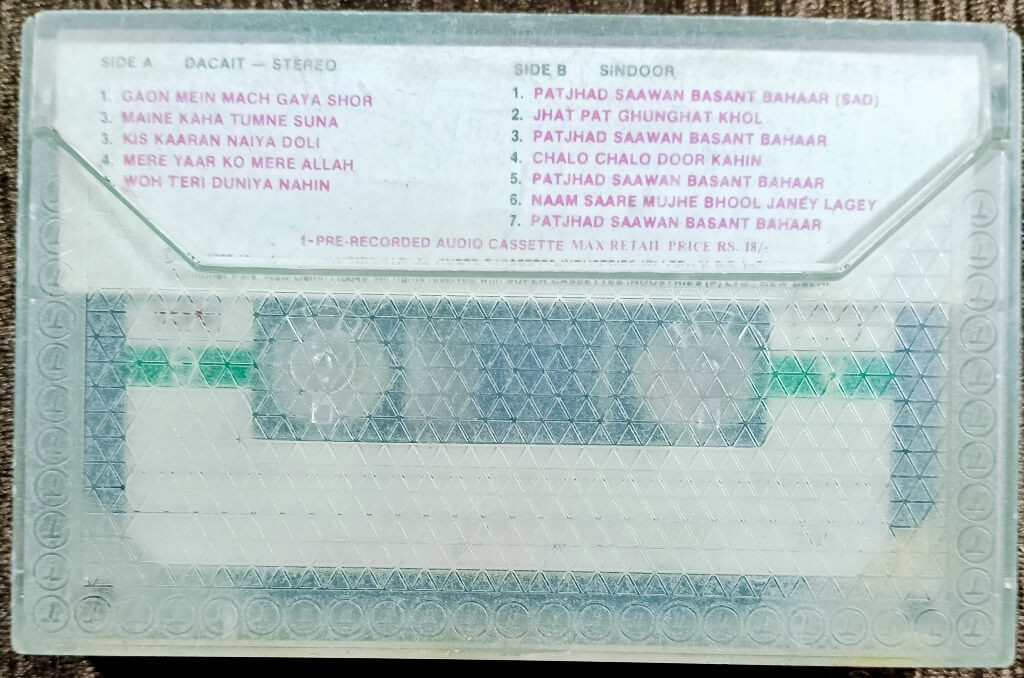 SIDE A DACAIT — STEREO
1. GAON MEIN MACH GAYA SHOR
3. MAINE KAHA TUMNE SUNA
3. KIS KAARAN NAIYA DOLI
4. MERE YAAR KO MERE ALLAH
WOH TERI DUNIYA NAHIN
SIDE B SINDOOR
1. PATJHAD SAAWAN BASANT BAHAAR (SAD)
2. JHAT PAT GHUNGHAT KHOL
3. PATJHAD SAAWAN BASANT BAHAAR
4. CHALO CHALO DOOR KAHIN
5. PATJHAD SAAWAN BASANT BAHAAR
6. NAAM SAARE MUJHE BHOOL JANEY LAGEY
7. PATJHAD SAAWAN BASANT BAHAAR
1-PRE-RECORDED AUDIO CASSETTE MAX RETAIL PRICE RS. 18/-